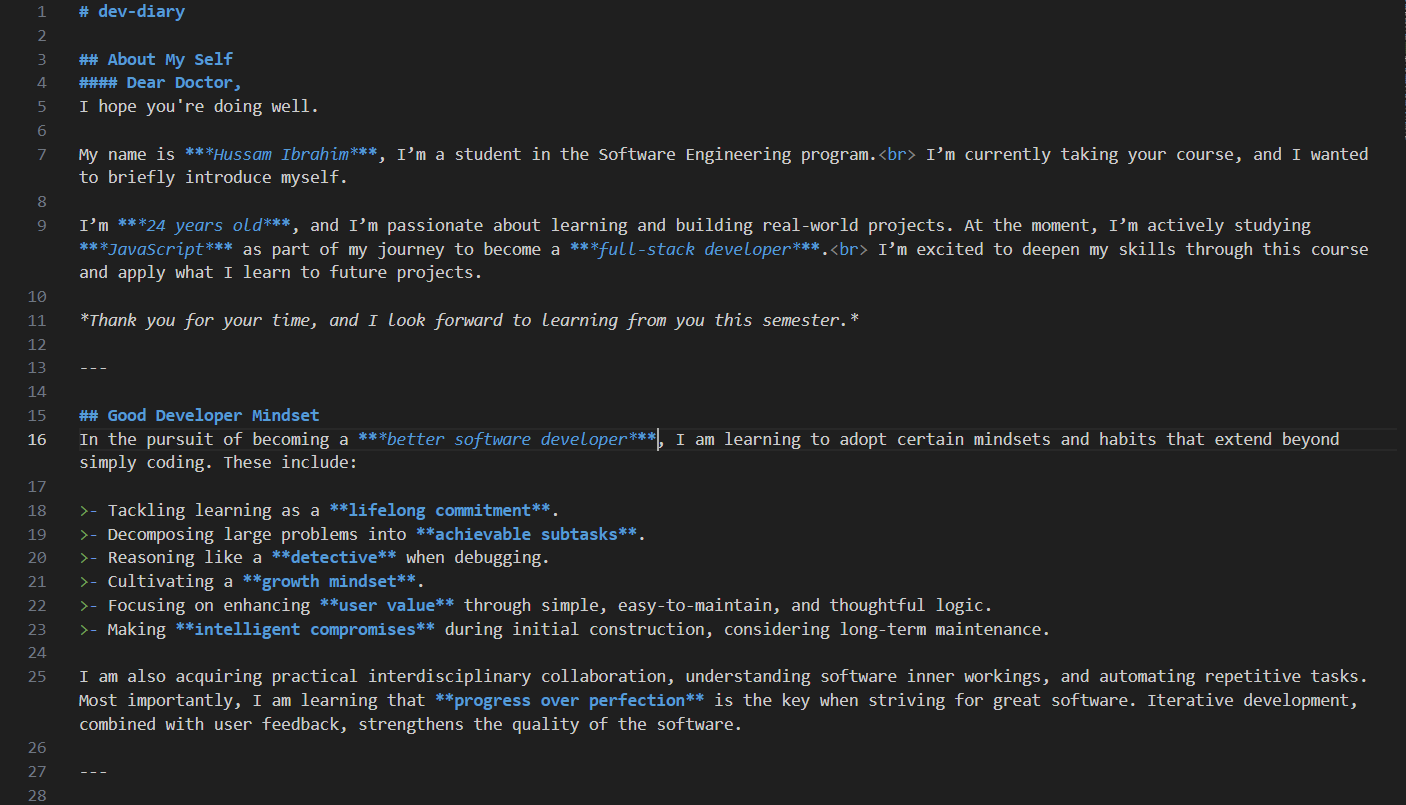 1 # dev-diary
2
3 ## About My Self
4 #### Dear Doctor,
5 I hope you're doing well.
6
7 My name is ***Hussam Ibrahim***, I’m a student in the Software Engineering program.<br> I’m currently taking your course, and I wanted
to briefly introduce myself.
8
9 I’m ***24 years old***, and I’m passionate about learning and building real-world projects. At the moment, I’m actively studying
***JavaScript*** as part of my journey to become a ***full-stack developer***.<br> I’m excited to deepen my skills through this course
and apply what I learn to future projects.
10
11 *Thank you for your time, and I look forward to learning from you this semester.*
12
13 ---
14
15 ## Good Developer Mindset
16 In the pursuit of becoming a ***better software developer***, I am learning to adopt certain mindsets and habits that extend beyond
simply coding. These include:
17
18 >- Tackling learning as a **lifelong commitment**.
19 >- Decomposing large problems into **achievable subtasks**.
20 >- Reasoning like a **detective** when debugging.
21 >- Cultivating a **growth mindset**.
22 >- Focusing on enhancing **user value** through simple, easy-to-maintain, and thoughtful logic.
23 >- Making **intelligent compromises** during initial construction, considering long-term maintenance.
24
25 I am also acquiring practical interdisciplinary collaboration, understanding software inner workings, and automating repetitive tasks.
Most importantly, I am learning that **progress over perfection** is the key when striving for great software. Iterative development,
combined with user feedback, strengthens the quality of the software.
26
27 ---
28